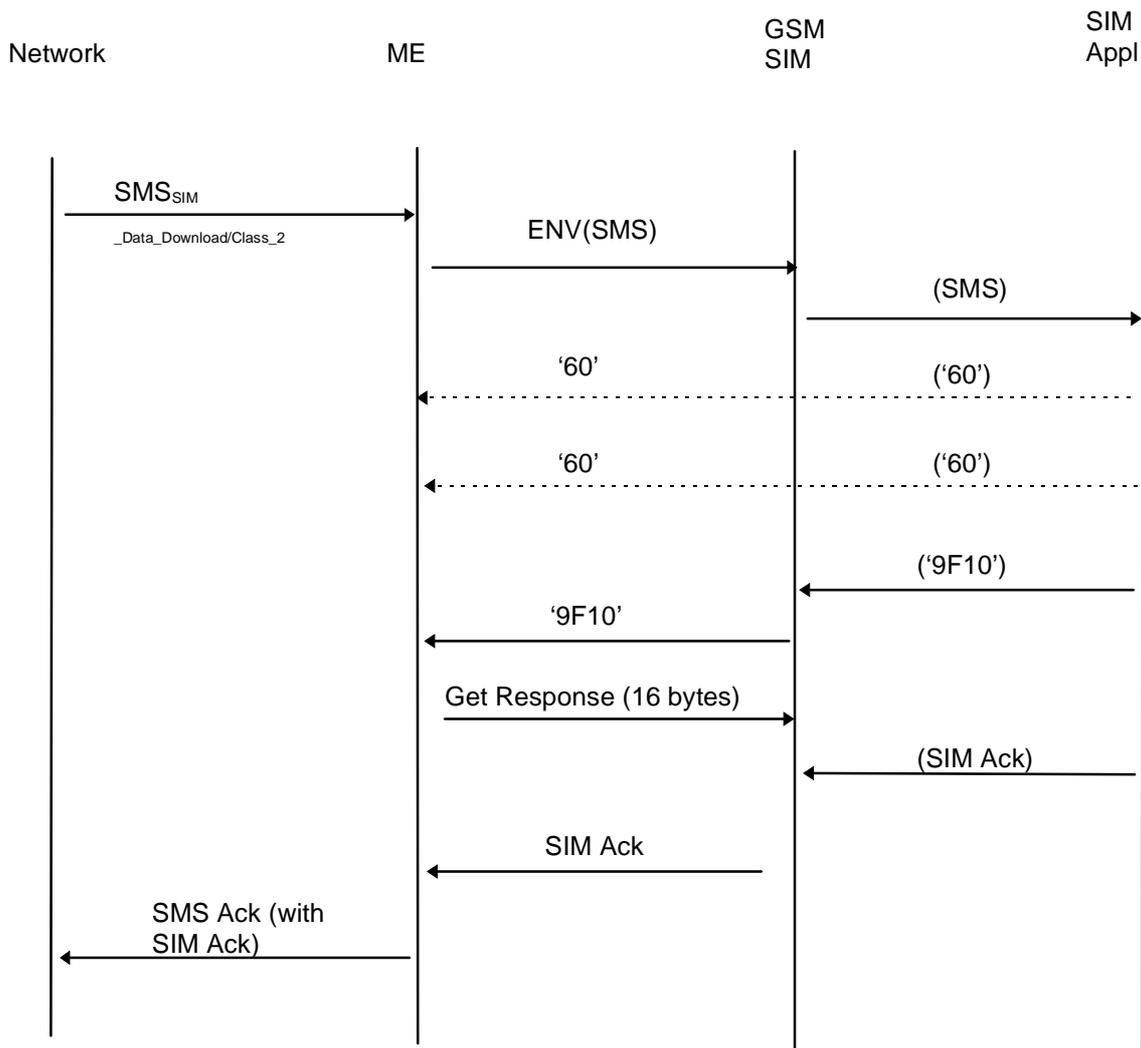 Network
ME
GSM
SIM
SIM
Appl
SMSSIM
_Data_Download/Class_2
ENV(SMS)
(SMS)
‘60’
(‘60’)
‘60’
(‘60’)
(‘9F10’)
‘9F10’
Get Response (16 bytes)
(SIM Ack)
SIM Ack
SMS Ack (with
SIM Ack)